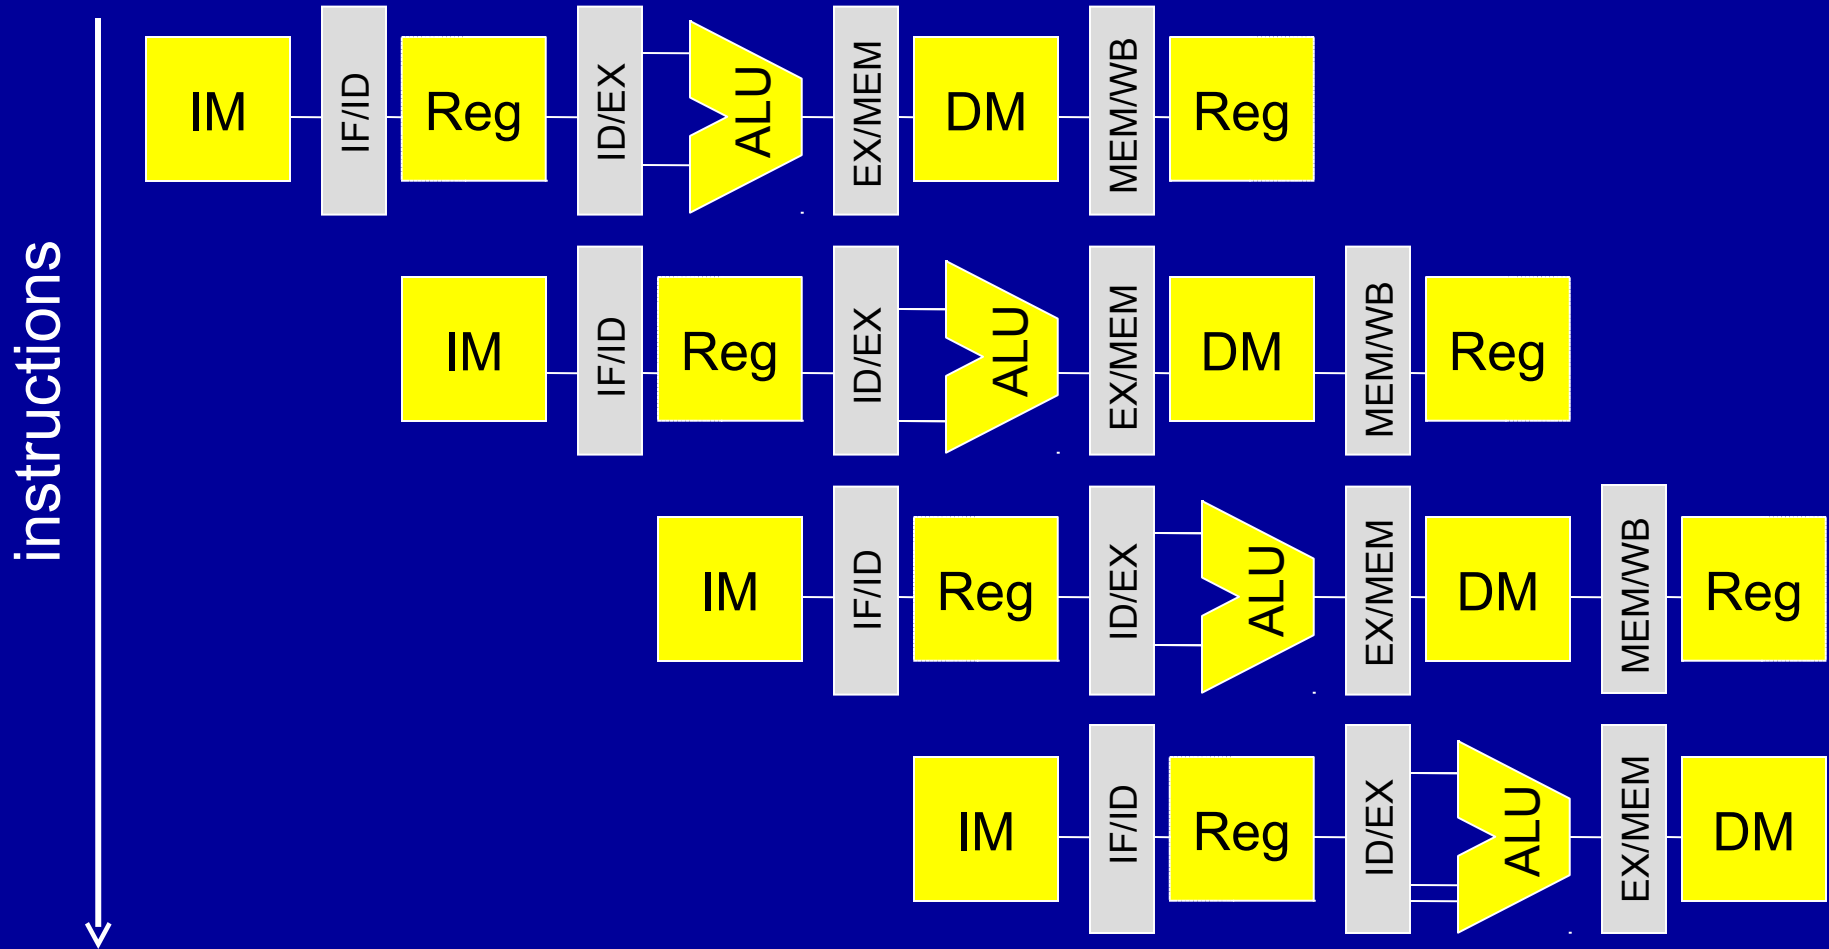 instructions
IM IF/ID Reg ID/EX ALU EX/MEM DM MEM/WB Reg
IM IF/ID Reg ID/EX ALU EX/MEM DM MEM/WB Reg
IM IF/ID Reg ID/EX ALU EX/MEM DM MEM/WB Reg
IM IF/ID Reg ID/EX ALU EX/MEM DM